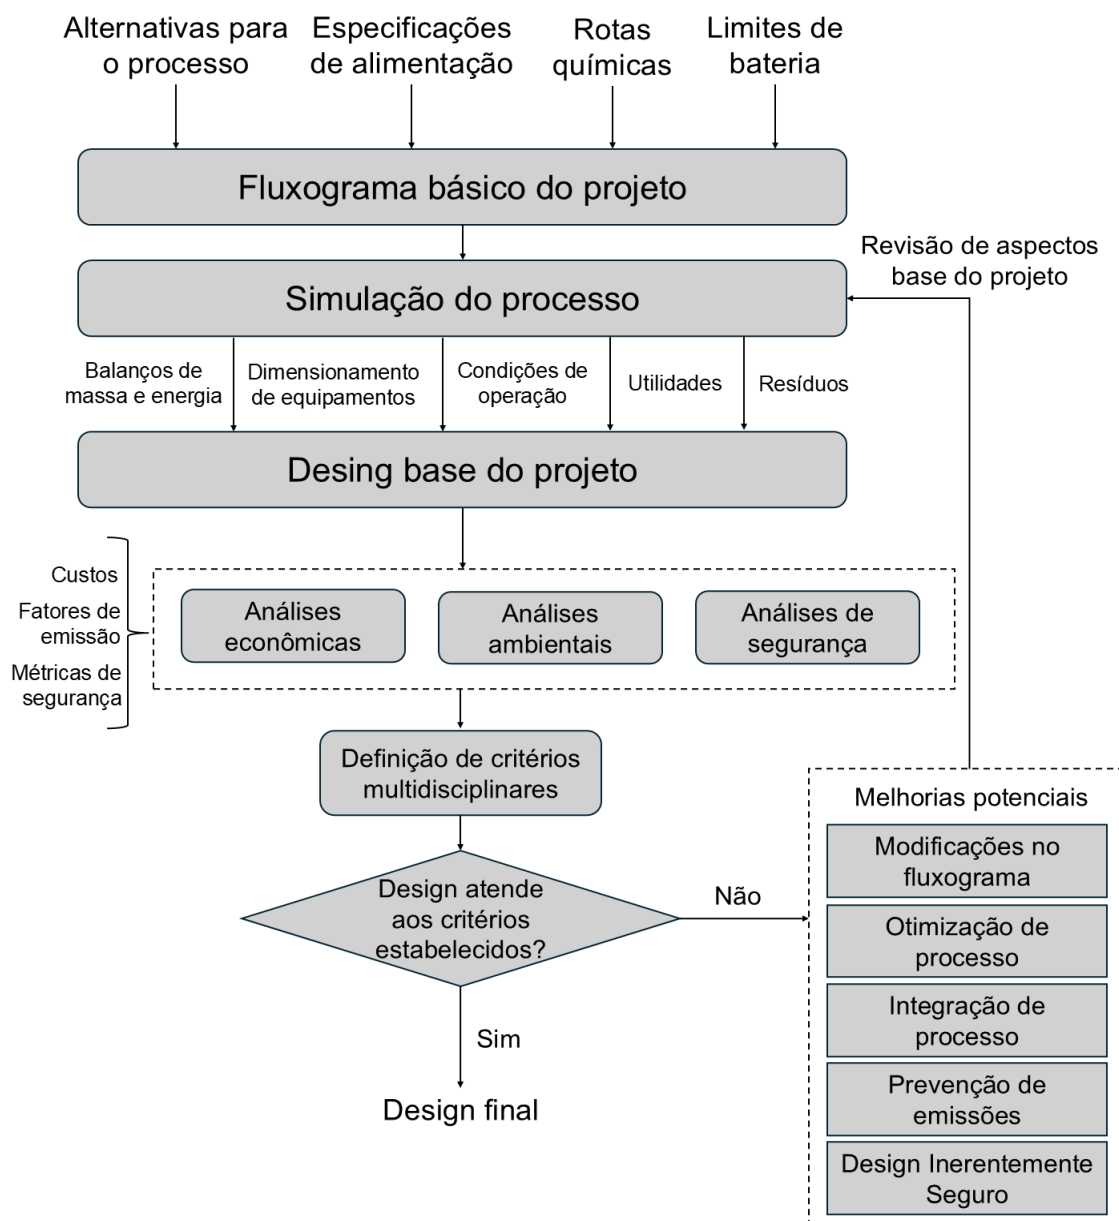 Alternativas para
o processo
Especificações
de alimentação
Rotas
químicas
Limites de
bateria
Fluxograma básico do projeto
Revisão de aspectos
base do projeto
Simulação do processo
Balanços de
massa e energia
Dimensionamento
de equipamentos
Condições de
operação
Utilidades
Resíduos
Desing base do projeto
Custos
Fatores de
emissão
Métricas de
segurança
Análises
econômicas
Análises
ambientais
Análises de
segurança
Definição de critérios
multidisciplinares
Design atende
aos critérios
estabelecidos?
Não
Sim
Design final
Melhorias potenciais
Modificações no
fluxograma
Otimização de
processo
Integração de
processo
Prevenção de
emissões
Design Inerentemente
Seguro